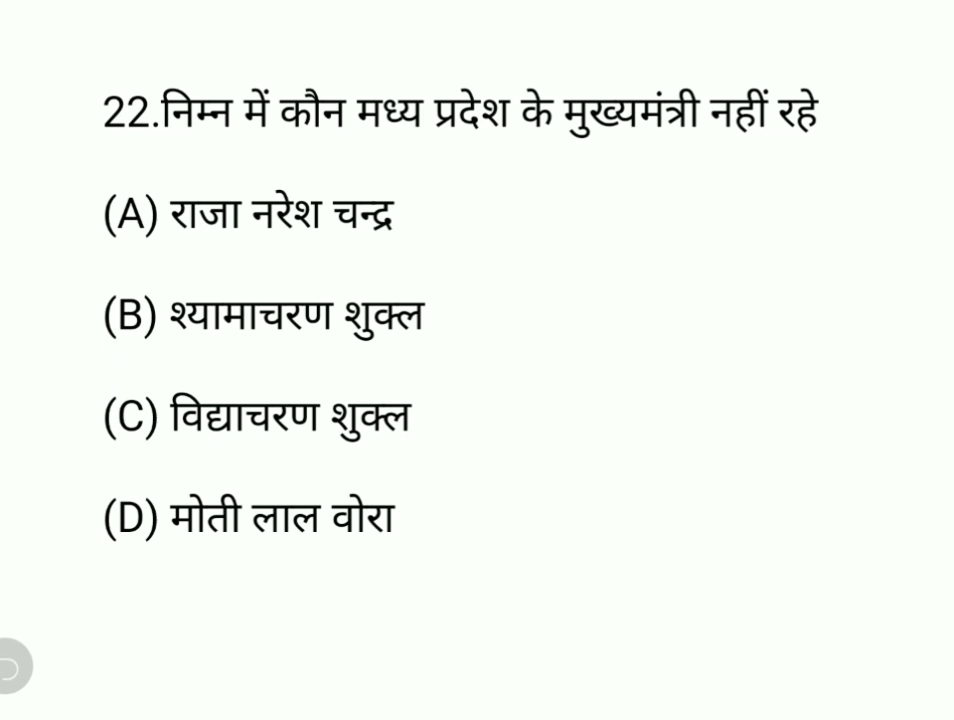 22.निम्न में कौन मध्य प्रदेश के मुख्यमंत्री नहीं रहे
(A) राजा नरेश चन्द्र
(B) श्यामाचरण शुक्ल
(C) विद्याचरण शुक्ल
(D) मोती लाल वोरा